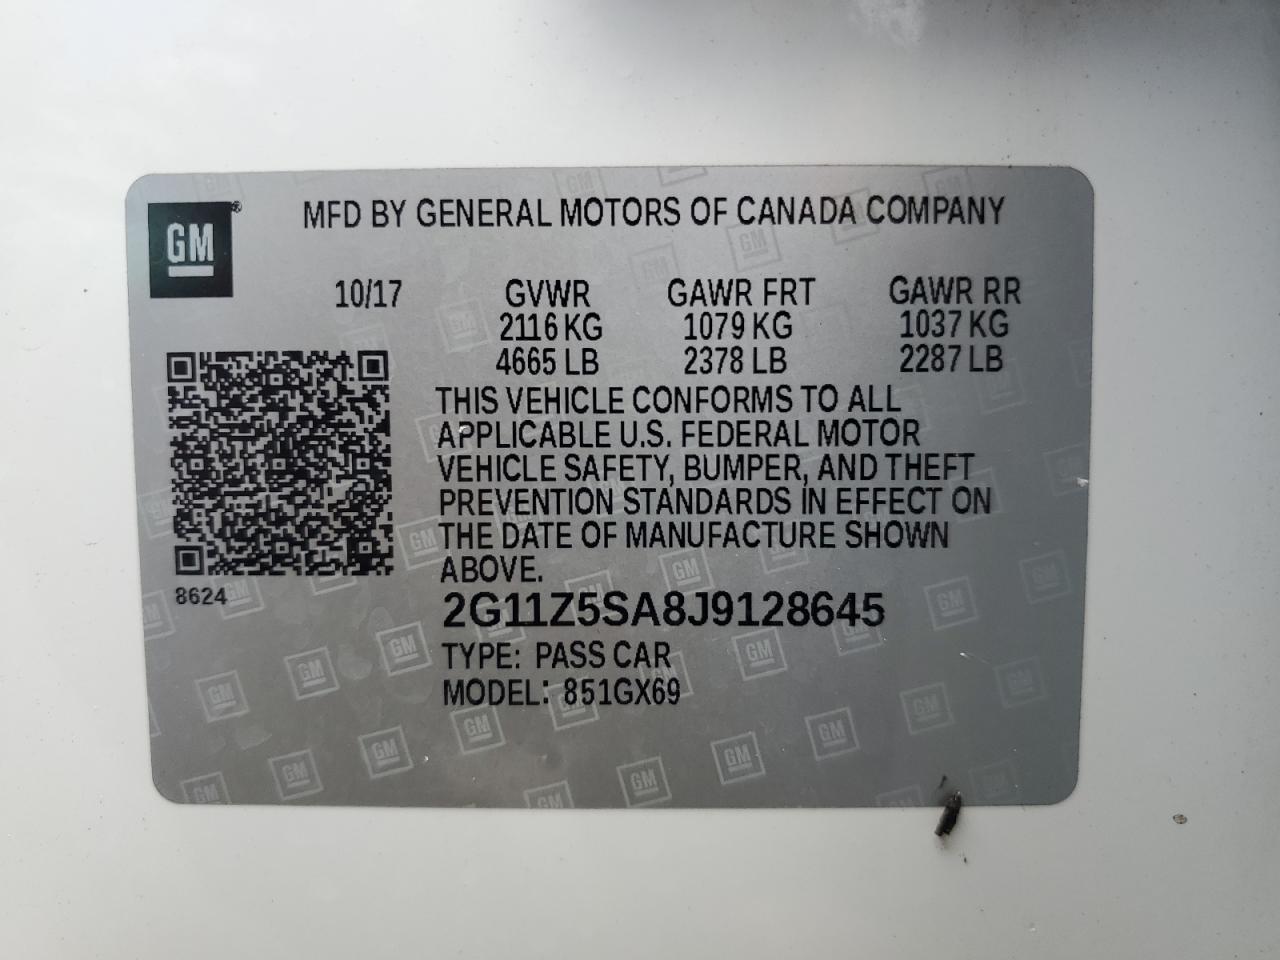 GM®
MFD BY GENERAL MOTORS OF CANADA COMPANY
10/17 GVWR GAWR FRT GAWR RR
2116 KG 1079 KG 1037 KG
4665 LB 2378 LB 2287 LB
THIS VEHICLE CONFORMS TO ALL
APPLICABLE U.S. FEDERAL MOTOR
VEHICLE SAFETY, BUMPER, AND THEFT
PREVENTION STANDARDS IN EFFECT ON
THE DATE OF MANUFACTURE SHOWN
ABOVE.
8624
2G11Z5SA8J9128645
TYPE: PASS CAR
MODEL: 851GX69